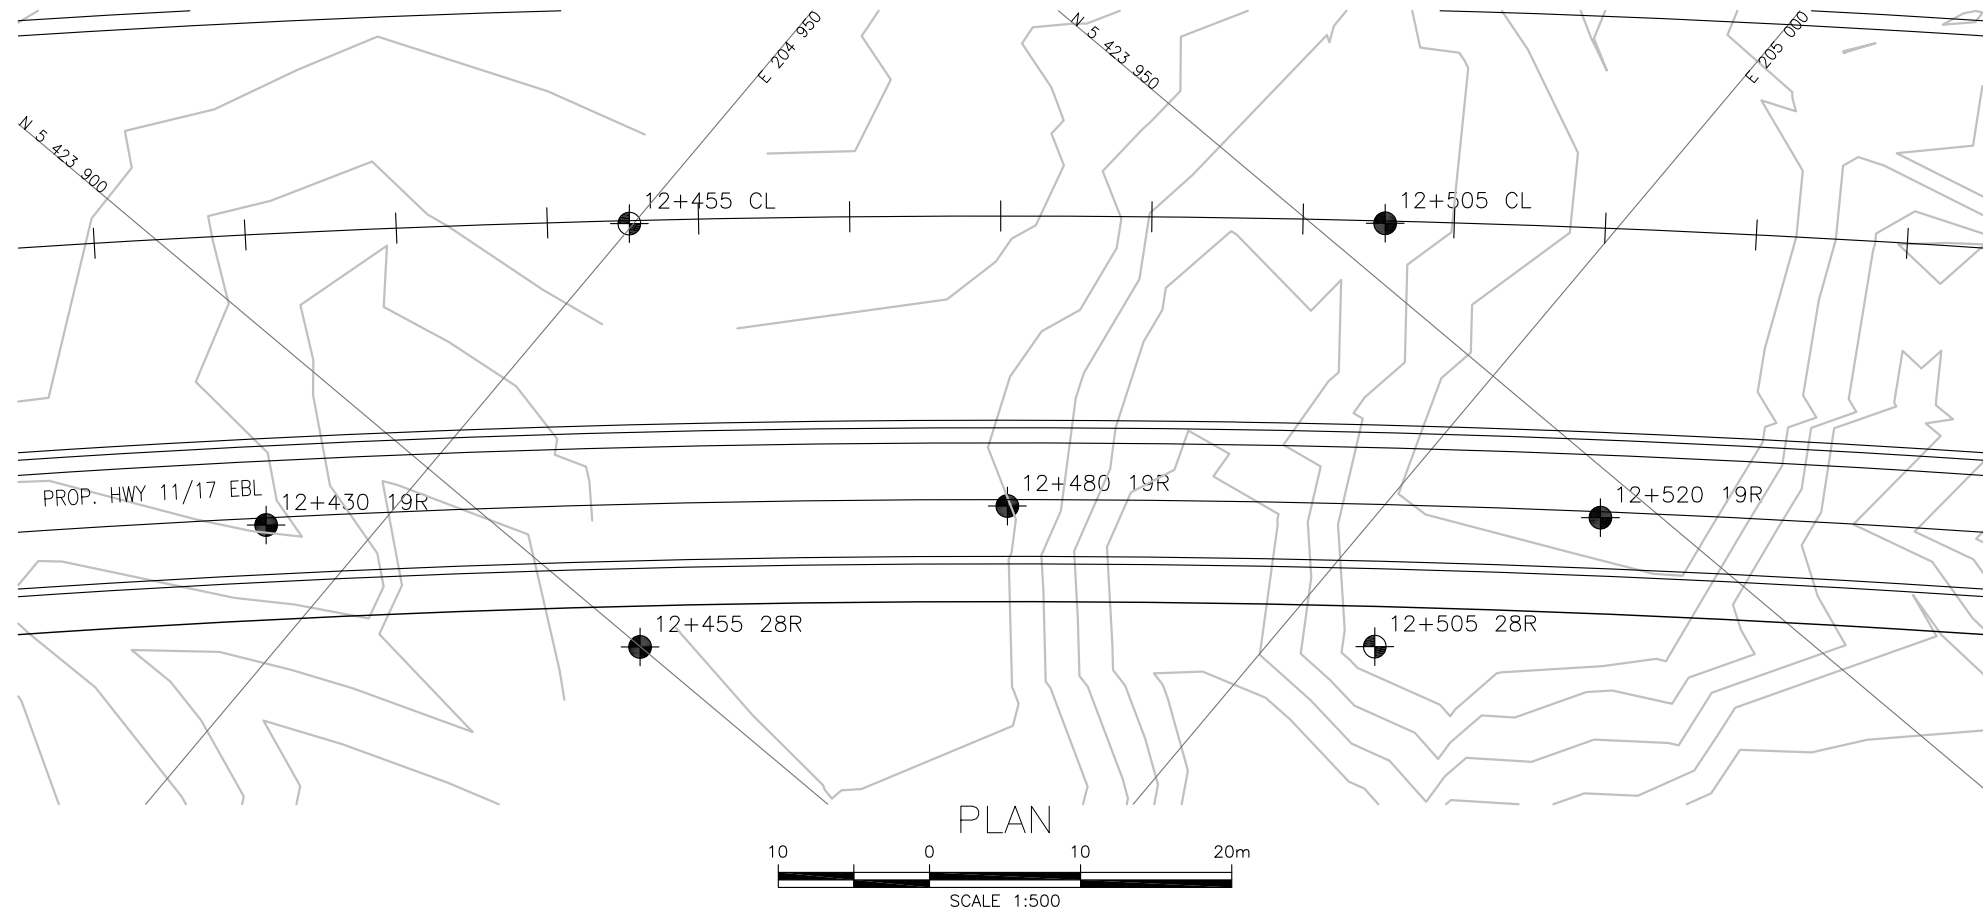 E 204 950
N 5 423 950
E 205 000
N 5 423 900
12+455 CL
12+505 CL
PROP. HWY 11/17 EBL
12+430 19R
12+480 19R
12+520 19R
12+455 28R
12+505 28R
PLAN
10 0 10 20m
SCALE 1:500